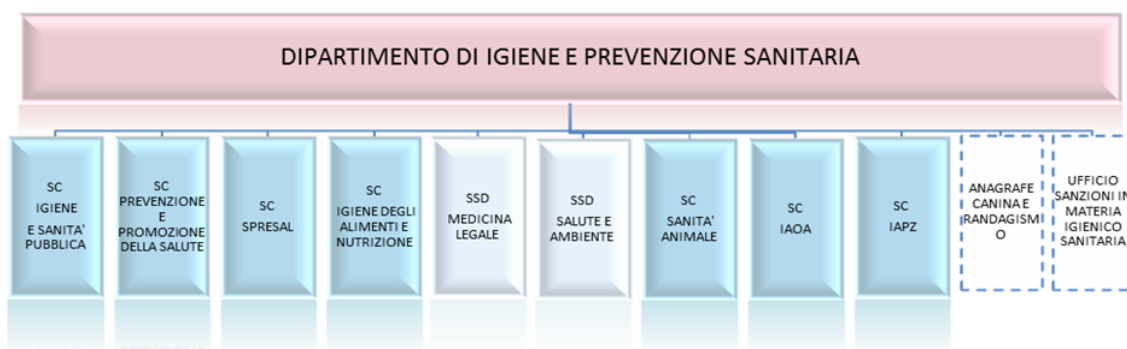 DIPARTIMENTO DI IGIENE E PREVENZIONE SANITARIA
SC
IGIENE
E SANITA'
PUBBLICA
SC
PREVENZIONE
E
PROMOZIONE
DELLA SALUTE
SC
SPRESAL
SC
IGIENE DEGLI
ALIMENTI E
NUTRIZIONE
SSD
MEDICINA
LEGALE
SSD
SALUTE E
AMBIENTE
SC
SANITA'
ANIMALE
SC
IAOA
SC
IAPZ
ANAGRAFE
CANINA E
RANDAGISM
O
UFFICIO
SANZIONI IN
MATERIA
IGIENICO
SANITARIA